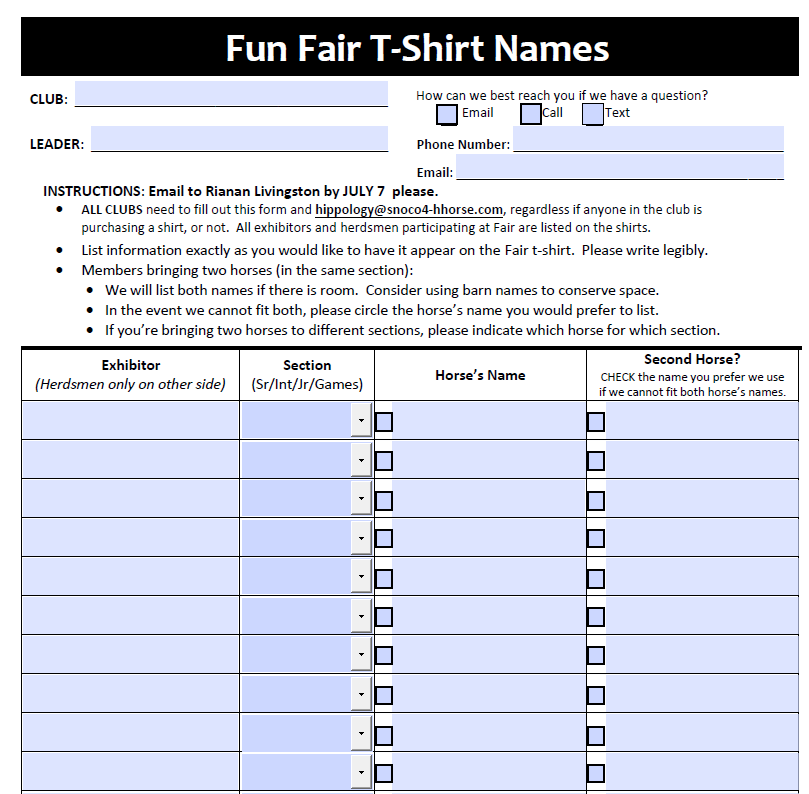 Fun Fair T-Shirt Names
CLUB:
How can we best reach you if we have a question?
Email Call Text
LEADER:
Phone Number:
Email:
INSTRUCTIONS: Email to Rianan Livingston by JULY 7 please.
• ALL CLUBS need to fill out this form and hippology@snoco4-hhorse.com, regardless if anyone in the club is
purchasing a shirt, or not. All exhibitors and herdsmen participating at Fair are listed on the shirts.
• List information exactly as you would like to have it appear on the Fair t-shirt. Please write legibly.
• Members bringing two horses (in the same section):
• We will list both names if there is room. Consider using barn names to conserve space.
• In the event we cannot fit both, please circle the horse’s name you would prefer to list.
• If you’re bringing two horses to different sections, please indicate which horse for which section.
Exhibitor
(Herdsmen only on other side)
Section
(Sr/Int/Jr/Games)
Horse’s Name
Second Horse?
CHECK the name you prefer we use
if we cannot fit both horse’s names.